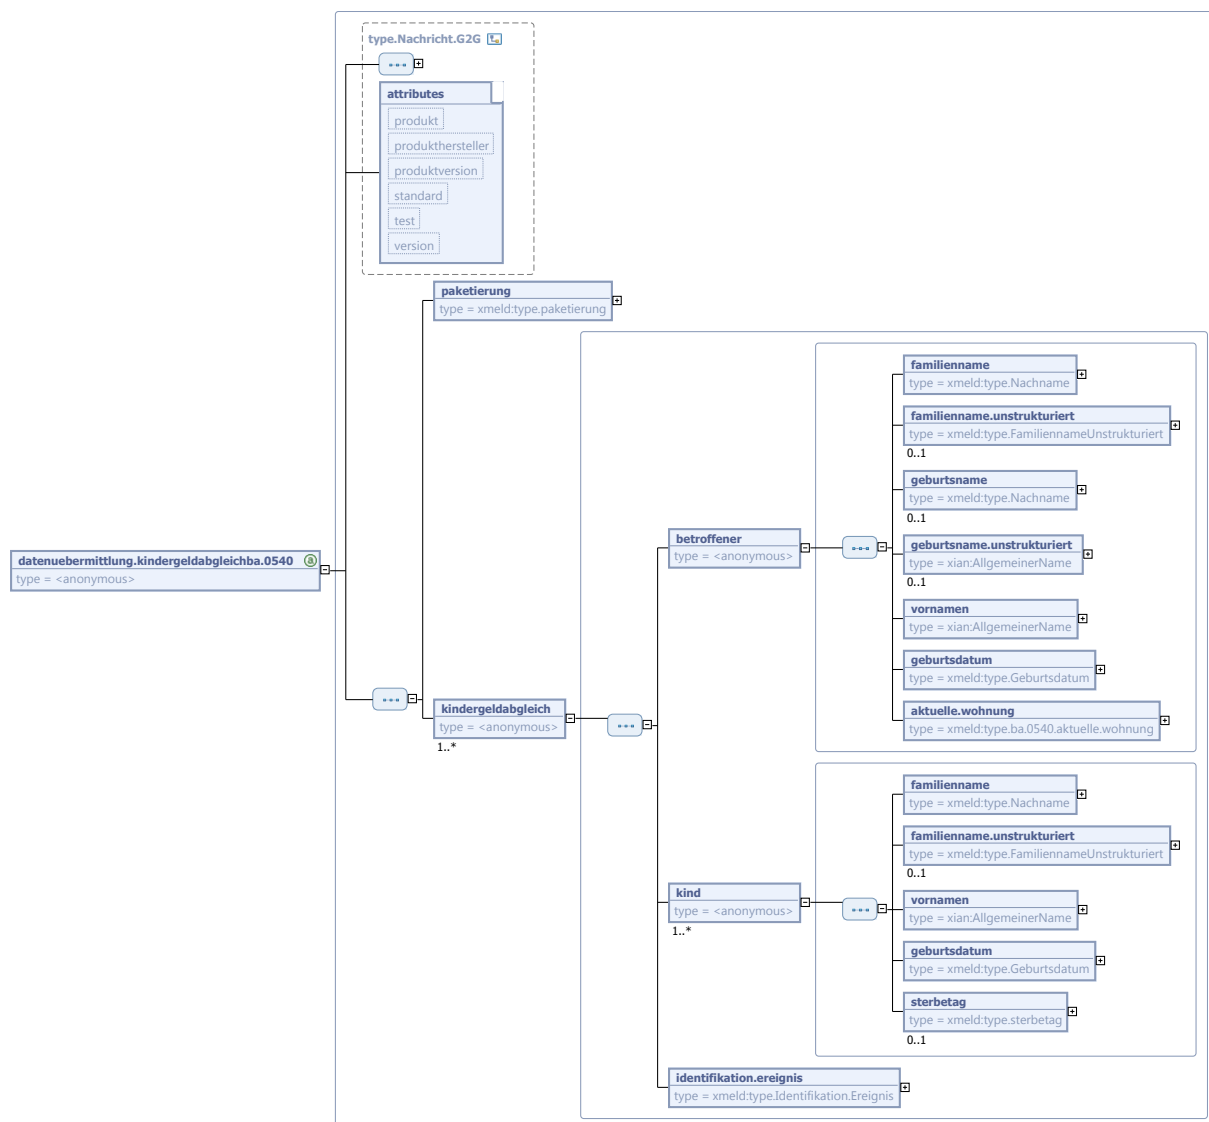 type.Nachricht.G2G
attributes
produkt
produkthersteller
produktversion
standard
test
version
paketierung
type = xmeld:type.paketierung
familienname
type = xmeld:type.Nachname
familienname.unstrukturiert
type = xmeld:type.FamiliennameUnstrukturiert
0..1
geburtsname
type = xmeld:type.Nachname
0..1
betroffener
type = <anonymous>
geburtsname.unstrukturiert
type = xian:AllgemeinerName
0..1
datenuebermittlung.kindergeldabgleichba.0540 a
type = <anonymous>
vornamen
type = xian:AllgemeinerName
geburtsdatum
type = xmeld:type.Geburtsdatum
kindergeldabgleich
type = <anonymous>
1..*
aktuelle.wohnung
type = xmeld:type.ba.0540.aktuelle.wohnung
familienname
type = xmeld:type.Nachname
familienname.unstrukturiert
type = xmeld:type.FamiliennameUnstrukturiert
0..1
kind
type = <anonymous>
1..*
vornamen
type = xian:AllgemeinerName
geburtsdatum
type = xmeld:type.Geburtsdatum
sterbetag
type = xmeld:type.sterbetag
0..1
identifikation.ereignis
type = xmeld:type.Identifikation.Ereignis